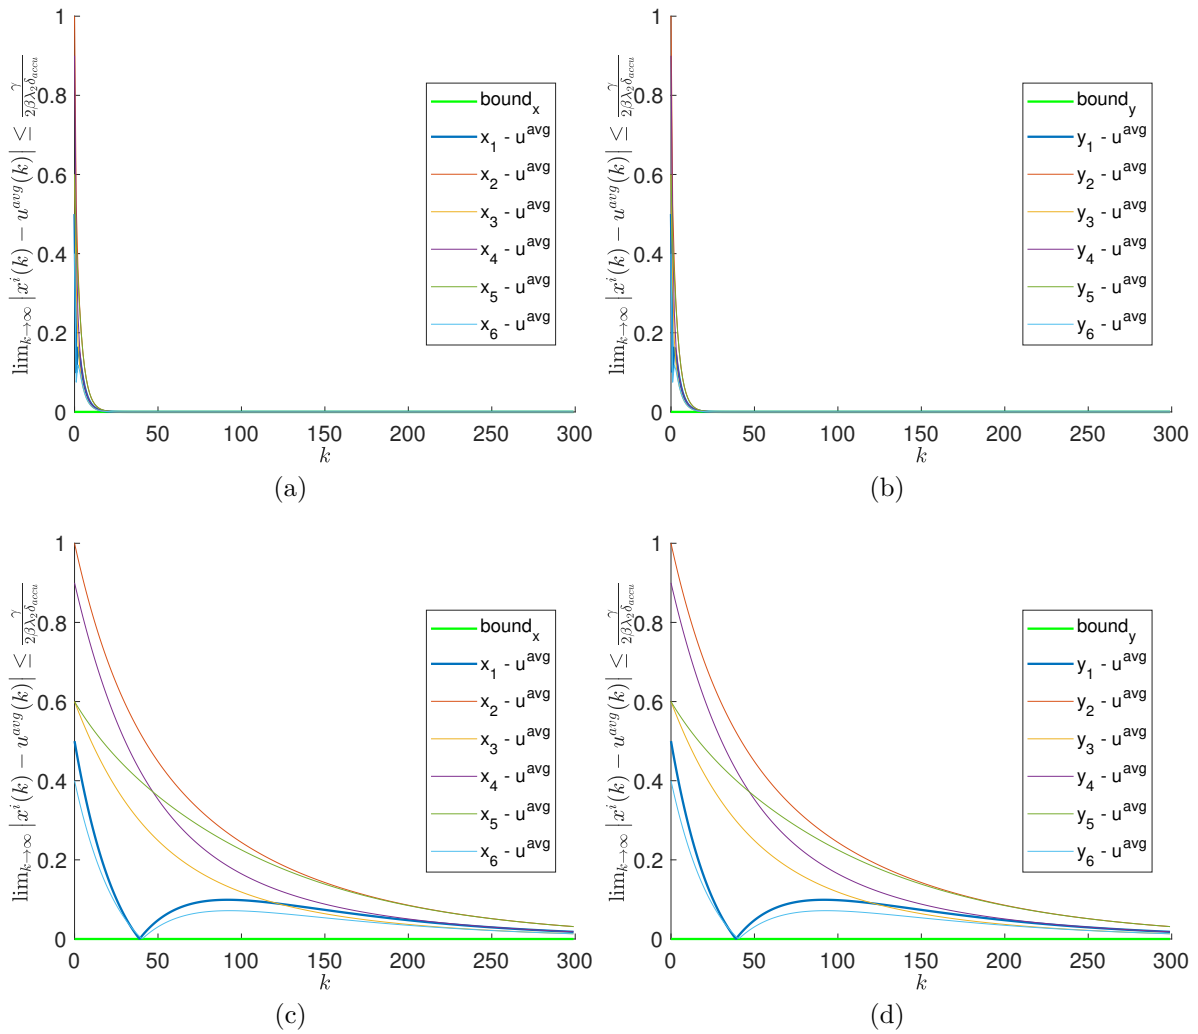 lim_{k→∞} |x^i(k) − u^{avg}(k)| ≤ γ/(2βλ_2δ_{accu})
1
0.8
0.6
0.4
0.2
0
0 50 100 150 200 250 300
k
bound_x
x_1 - u^{avg}
x_2 - u^{avg}
x_3 - u^{avg}
x_4 - u^{avg}
x_5 - u^{avg}
x_6 - u^{avg}
(a)
lim_{k→∞} |x^i(k) − u^{avg}(k)| ≤ γ/(2βλ_2δ_{accu})
1
0.8
0.6
0.4
0.2
0
0 50 100 150 200 250 300
k
bound_y
y_1 - u^{avg}
y_2 - u^{avg}
y_3 - u^{avg}
y_4 - u^{avg}
y_5 - u^{avg}
y_6 - u^{avg}
(b)
lim_{k→∞} |x^i(k) − u^{avg}(k)| ≤ γ/(2βλ_2δ_{accu})
1
0.8
0.6
0.4
0.2
0
0 50 100 150 200 250 300
k
bound_x
x_1 - u^{avg}
x_2 - u^{avg}
x_3 - u^{avg}
x_4 - u^{avg}
x_5 - u^{avg}
x_6 - u^{avg}
(c)
lim_{k→∞} |x^i(k) − u^{avg}(k)| ≤ γ/(2βλ_2δ_{accu})
1
0.8
0.6
0.4
0.2
0
0 50 100 150 200 250 300
k
bound_y
y_1 - u^{avg}
y_2 - u^{avg}
y_3 - u^{avg}
y_4 - u^{avg}
y_5 - u^{avg}
y_6 - u^{avg}
(d)